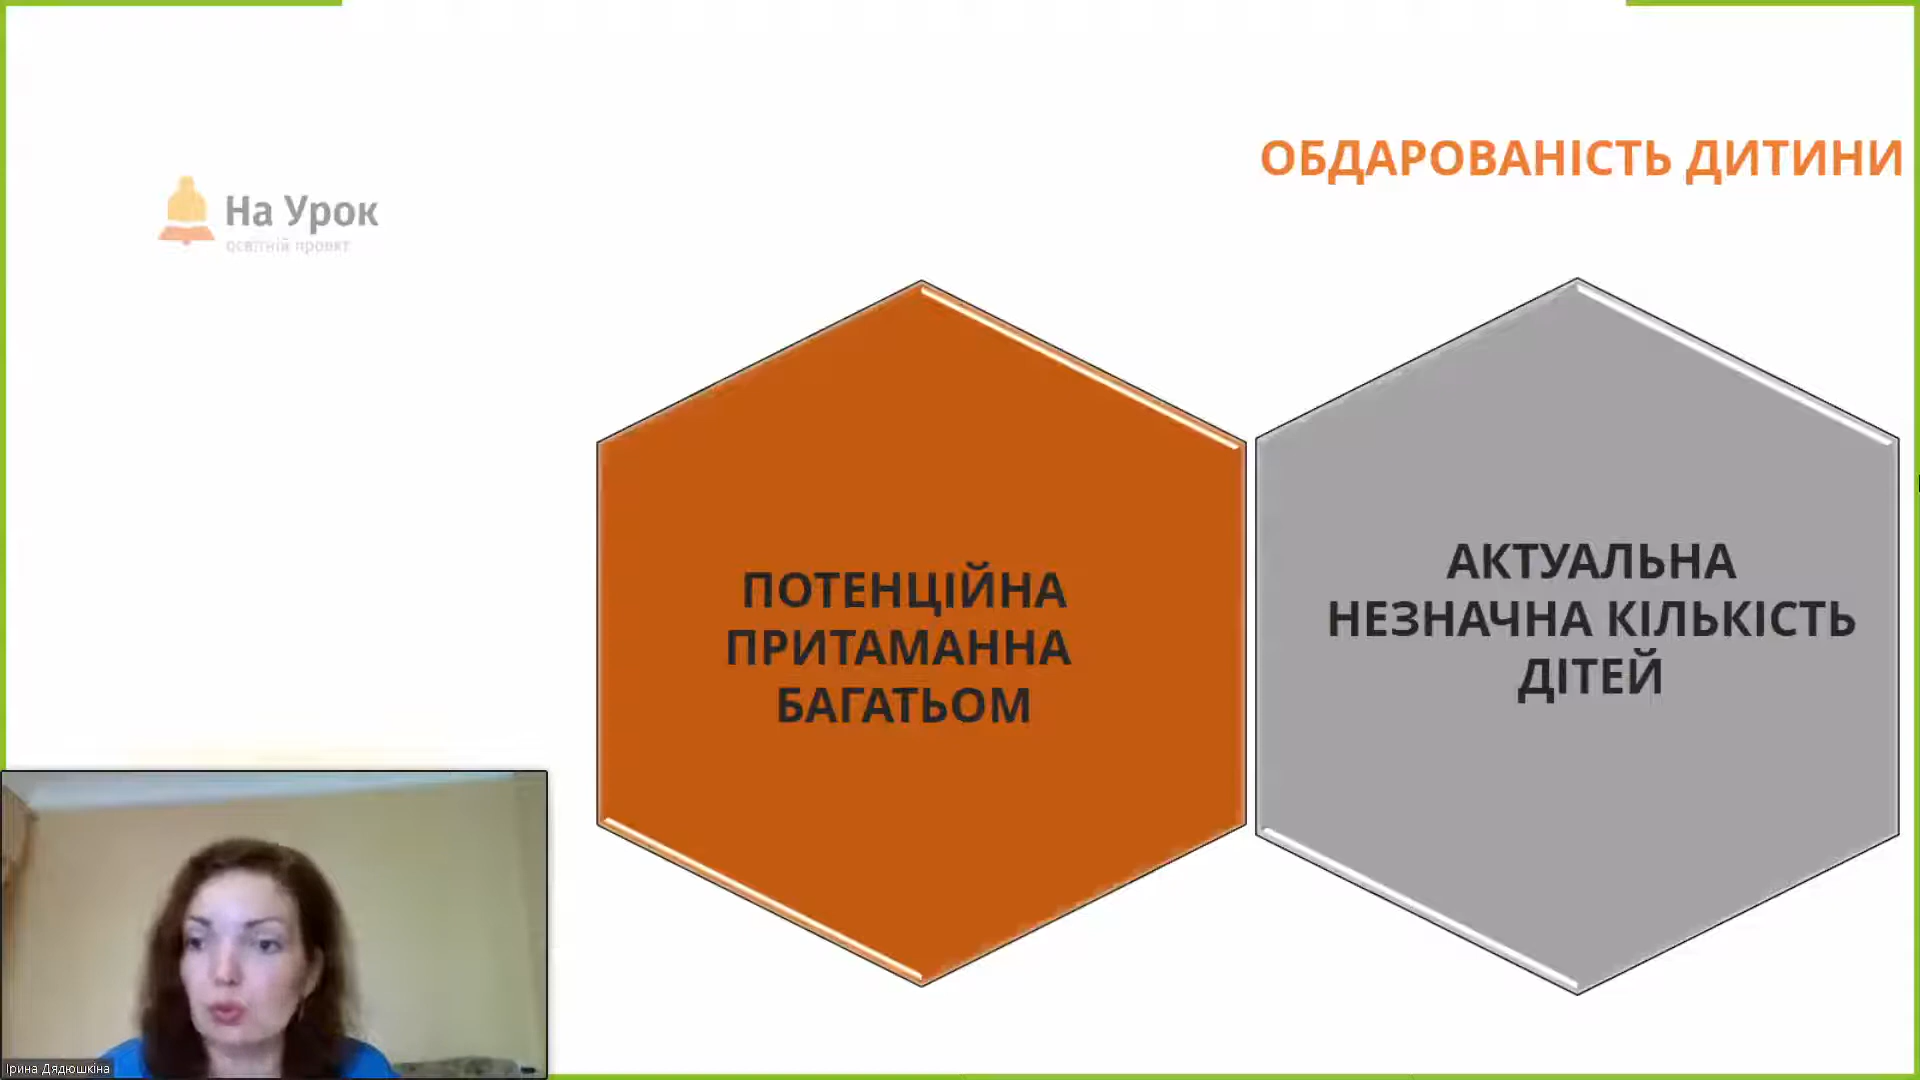 ОБДАРОВАНІСТЬ ДИТИНИ
На Урок
освітній проект
ПОТЕНЦІЙНА
ПРИТАМАННА
БАГАТЬОМ
АКТУАЛЬНА
НЕЗНАЧНА КІЛЬКІСТЬ
ДІТЕЙ
Ірина Дядюшкіна